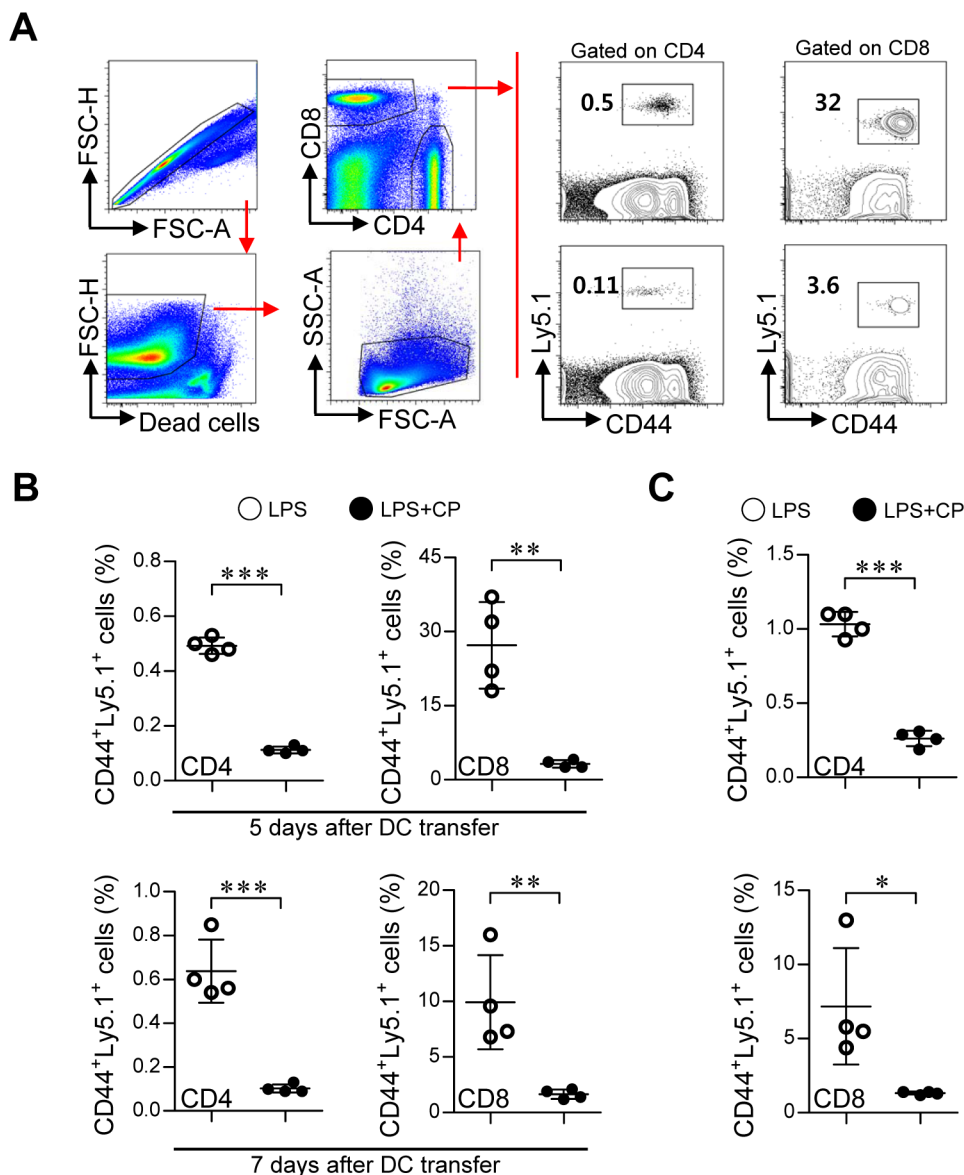 A
Gated on CD4
Gated on CD8
FSC-H
FSC-A
CD8
CD4
0.5
32
FSC-H
Dead cells
SSC-A
FSC-A
0.11
3.6
Ly5.1
CD44
Ly5.1
CD44
B
LPS
LPS+CP
CD44+Ly5.1+ cells (%)
0.8
0.6
0.4
0.2
0.0
***
CD4
CD44+Ly5.1+ cells (%)
45
30
15
0
**
CD8
5 days after DC transfer
CD44+Ly5.1+ cells (%)
1.0
0.8
0.6
0.4
0.2
0.0
***
CD4
CD44+Ly5.1+ cells (%)
20
15
10
5
0
**
CD8
7 days after DC transfer
C
LPS
LPS+CP
CD44+Ly5.1+ cells (%)
1.5
1.0
0.5
0.0
***
CD4
CD44+Ly5.1+ cells (%)
15
10
5
0
*
CD8